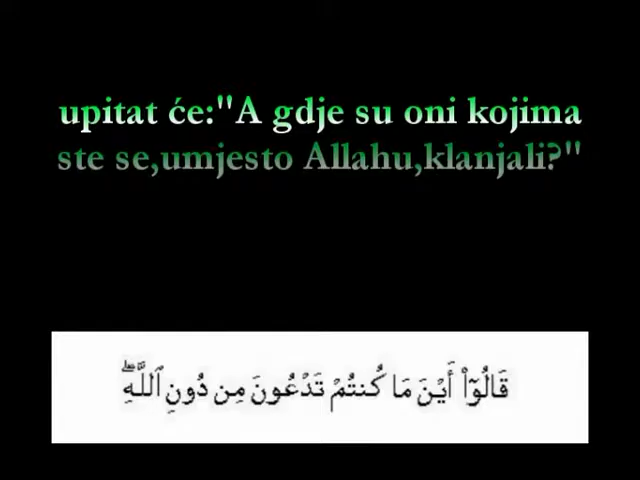 upitat će:"A gdje su oni kojima
ste se,umjesto Allahu,klanjali?"
قَالُوٓا۟ أَيْنَ مَا كُنتُمْ تَدْعُونَ مِن دُونِ ٱللَّهِ ۖ